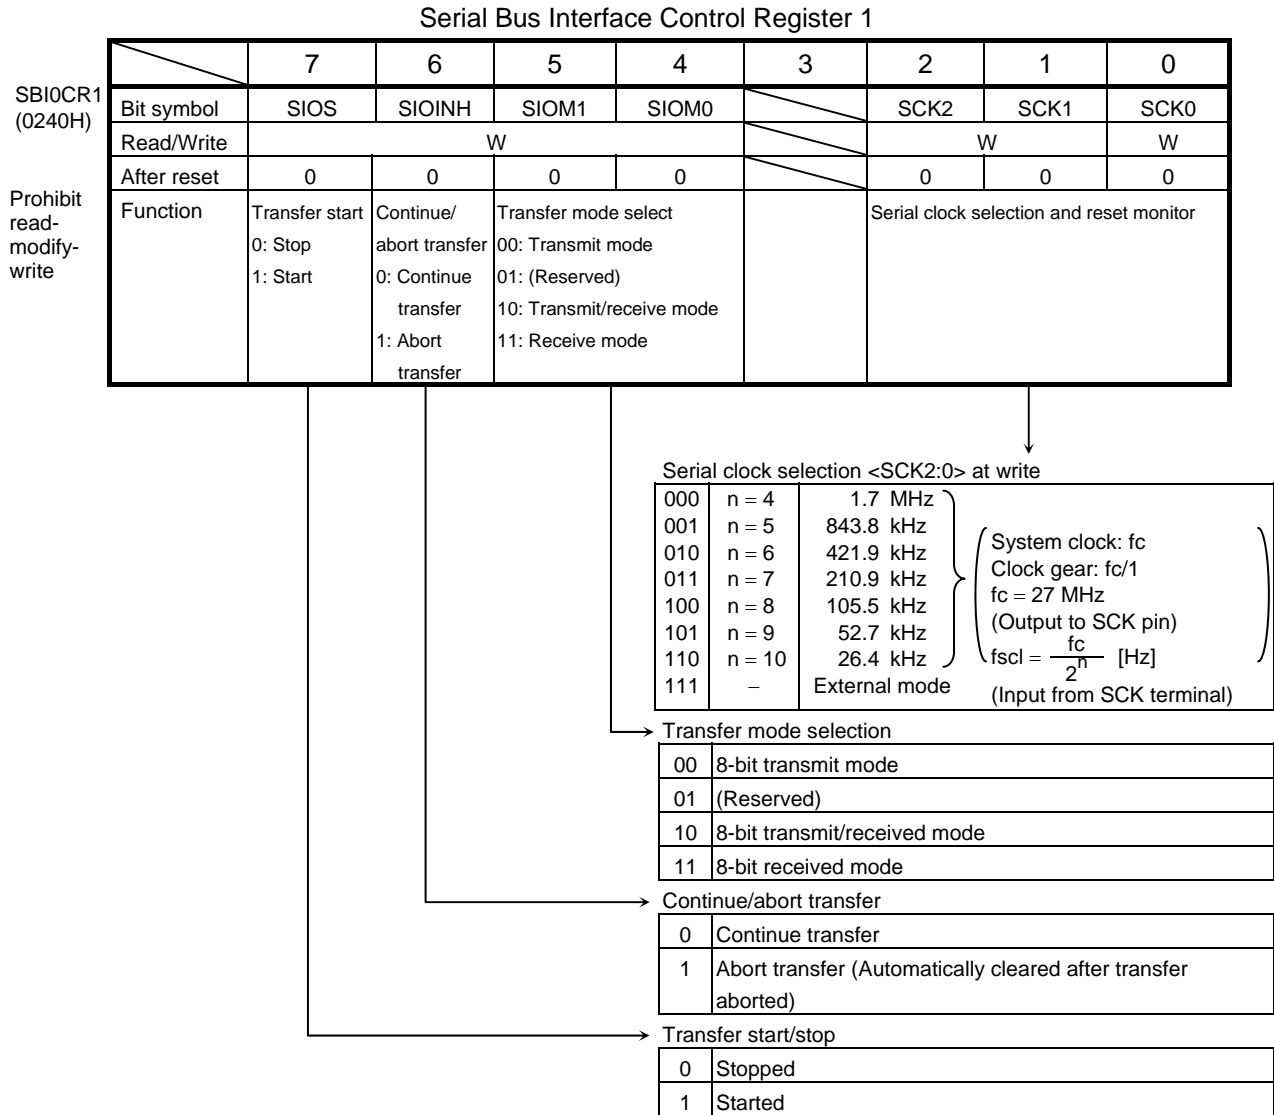 Serial Bus Interface Control Register 1
7 6 5 4 3 2 1 0
SBI0CR1
(0240H)
Bit symbol SIOS SIOINH SIOM1 SIOM0 SCK2 SCK1 SCK0
Read/Write W W W
After reset 0 0 0 0 0 0 0
Prohibit
read-
modify-
write
Function
Transfer start
0: Stop
1: Start
Continue/
abort transfer
0: Continue
transfer
1: Abort
transfer
Transfer mode select
00: Transmit mode
01: (Reserved)
10: Transmit/receive mode
11: Receive mode
Serial clock selection and reset monitor
Serial clock selection <SCK2:0> at write
000 n = 4 1.7 MHz
001 n = 5 843.8 kHz
010 n = 6 421.9 kHz
011 n = 7 210.9 kHz
100 n = 8 105.5 kHz
101 n = 9 52.7 kHz
110 n = 10 26.4 kHz
111 – External mode
System clock: fc
Clock gear: fc/1
fc = 27 MHz
(Output to SCK pin)
fscl = fc/2^n [Hz]
(Input from SCK terminal)
Transfer mode selection
00 8-bit transmit mode
01 (Reserved)
10 8-bit transmit/received mode
11 8-bit received mode
Continue/abort transfer
0 Continue transfer
1 Abort transfer (Automatically cleared after transfer
aborted)
Transfer start/stop
0 Stopped
1 Started